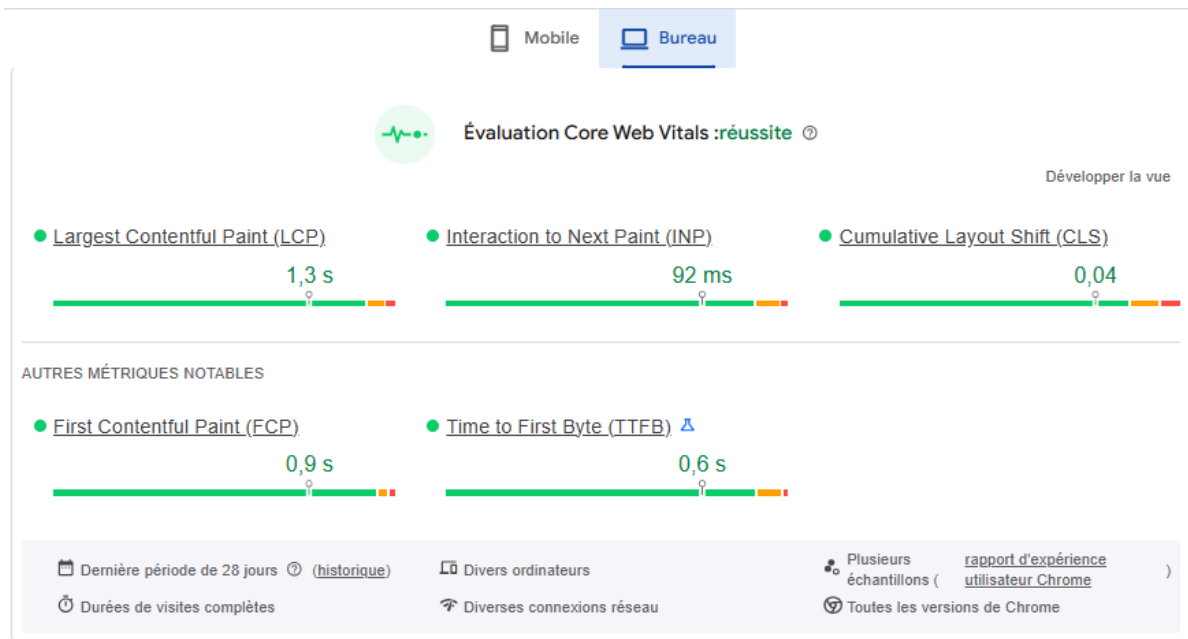 Mobile
Bureau
Évaluation Core Web Vitals :réussite
Développer la vue
Largest Contentful Paint (LCP)
Interaction to Next Paint (INP)
Cumulative Layout Shift (CLS)
1,3 s
92 ms
0,04
AUTRES MÉTRIQUES NOTABLES
First Contentful Paint (FCP)
Time to First Byte (TTFB)
0,9 s
0,6 s
Dernière période de 28 jours (historique)
Divers ordinateurs
Plusieurs échantillons (
rapport d'expérience
utilisateur Chrome
)
Durées de visites complètes
Diverses connexions réseau
Toutes les versions de Chrome